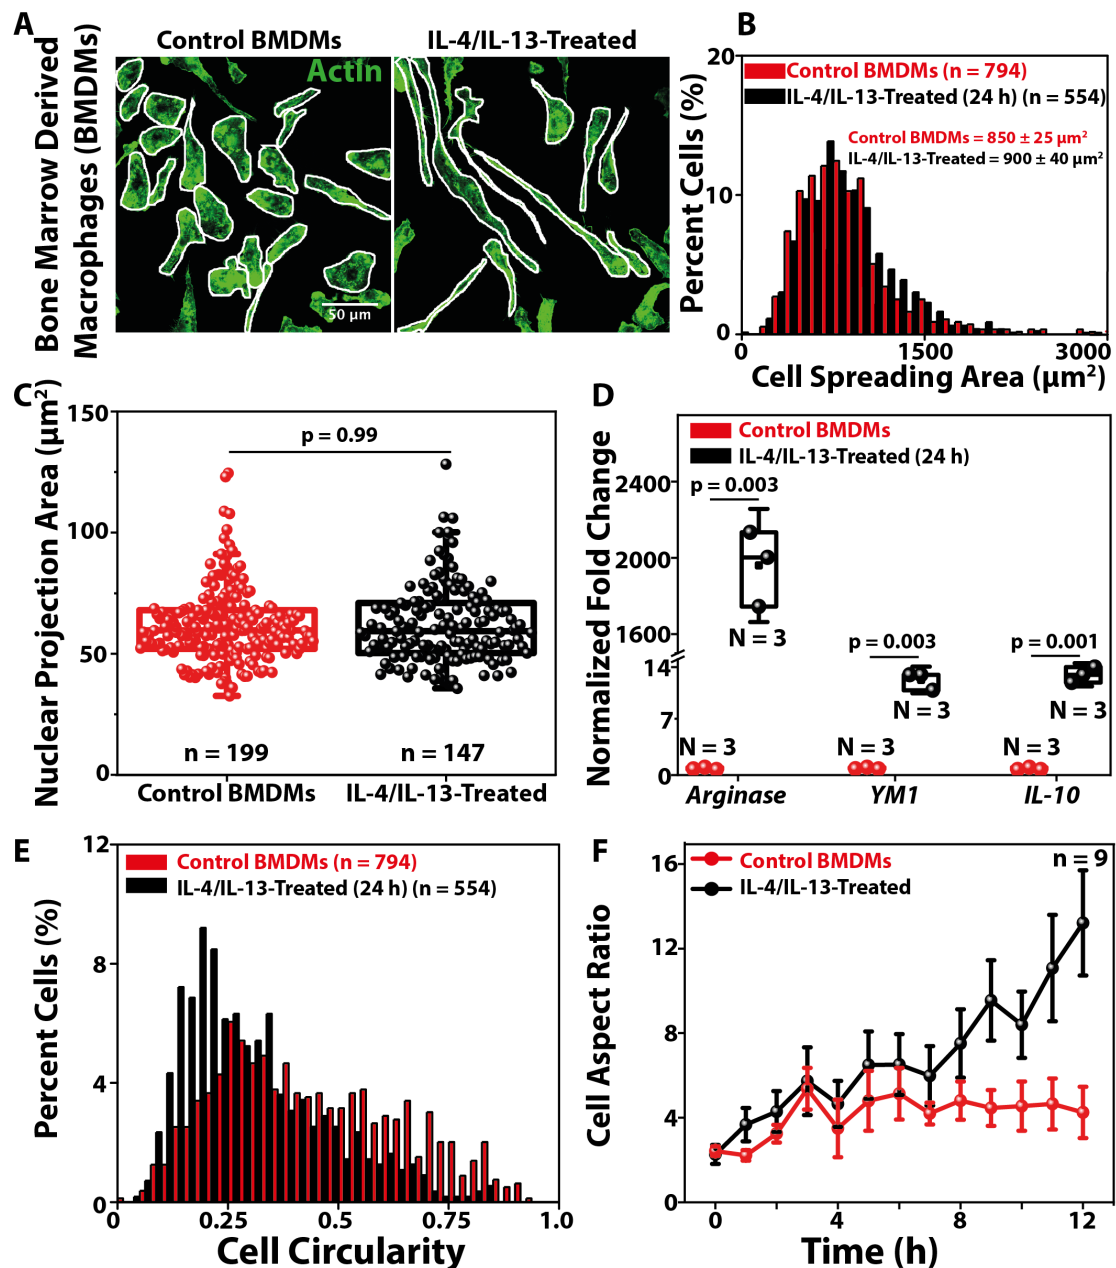 A
Bone Marrow Derived
Macrophages (BMDMs)
Control BMDMs
IL-4/IL-13-Treated
Actin
50 µm
B
Percent Cells (%)
20
10
0
Control BMDMs (n = 794)
IL-4/IL-13-Treated (24 h) (n = 554)
Control BMDMs = 850 ± 25 µm²
IL-4/IL-13-Treated = 900 ± 40 µm²
0
1500
3000
Cell Spreading Area (µm²)
C
Nuclear Projection Area (µm²)
150
100
50
0
p = 0.99
n = 199
n = 147
Control BMDMs
IL-4/IL-13-Treated
D
Normalized Fold Change
2400
2000
1600
14
7
0
Control BMDMs
IL-4/IL-13-Treated (24 h)
p = 0.003
N = 3
p = 0.003
p = 0.001
N = 3
N = 3
N = 3
N = 3
N = 3
Arginase
YM1
IL-10
E
Percent Cells (%)
12
8
4
0
Control BMDMs (n = 794)
IL-4/IL-13-Treated (24 h) (n = 554)
0
0.25
0.5
0.75
1.0
Cell Circularity
F
Cell Aspect Ratio
16
12
8
4
0
Control BMDMs
IL-4/IL-13-Treated
n = 9
0
4
8
12
Time (h)